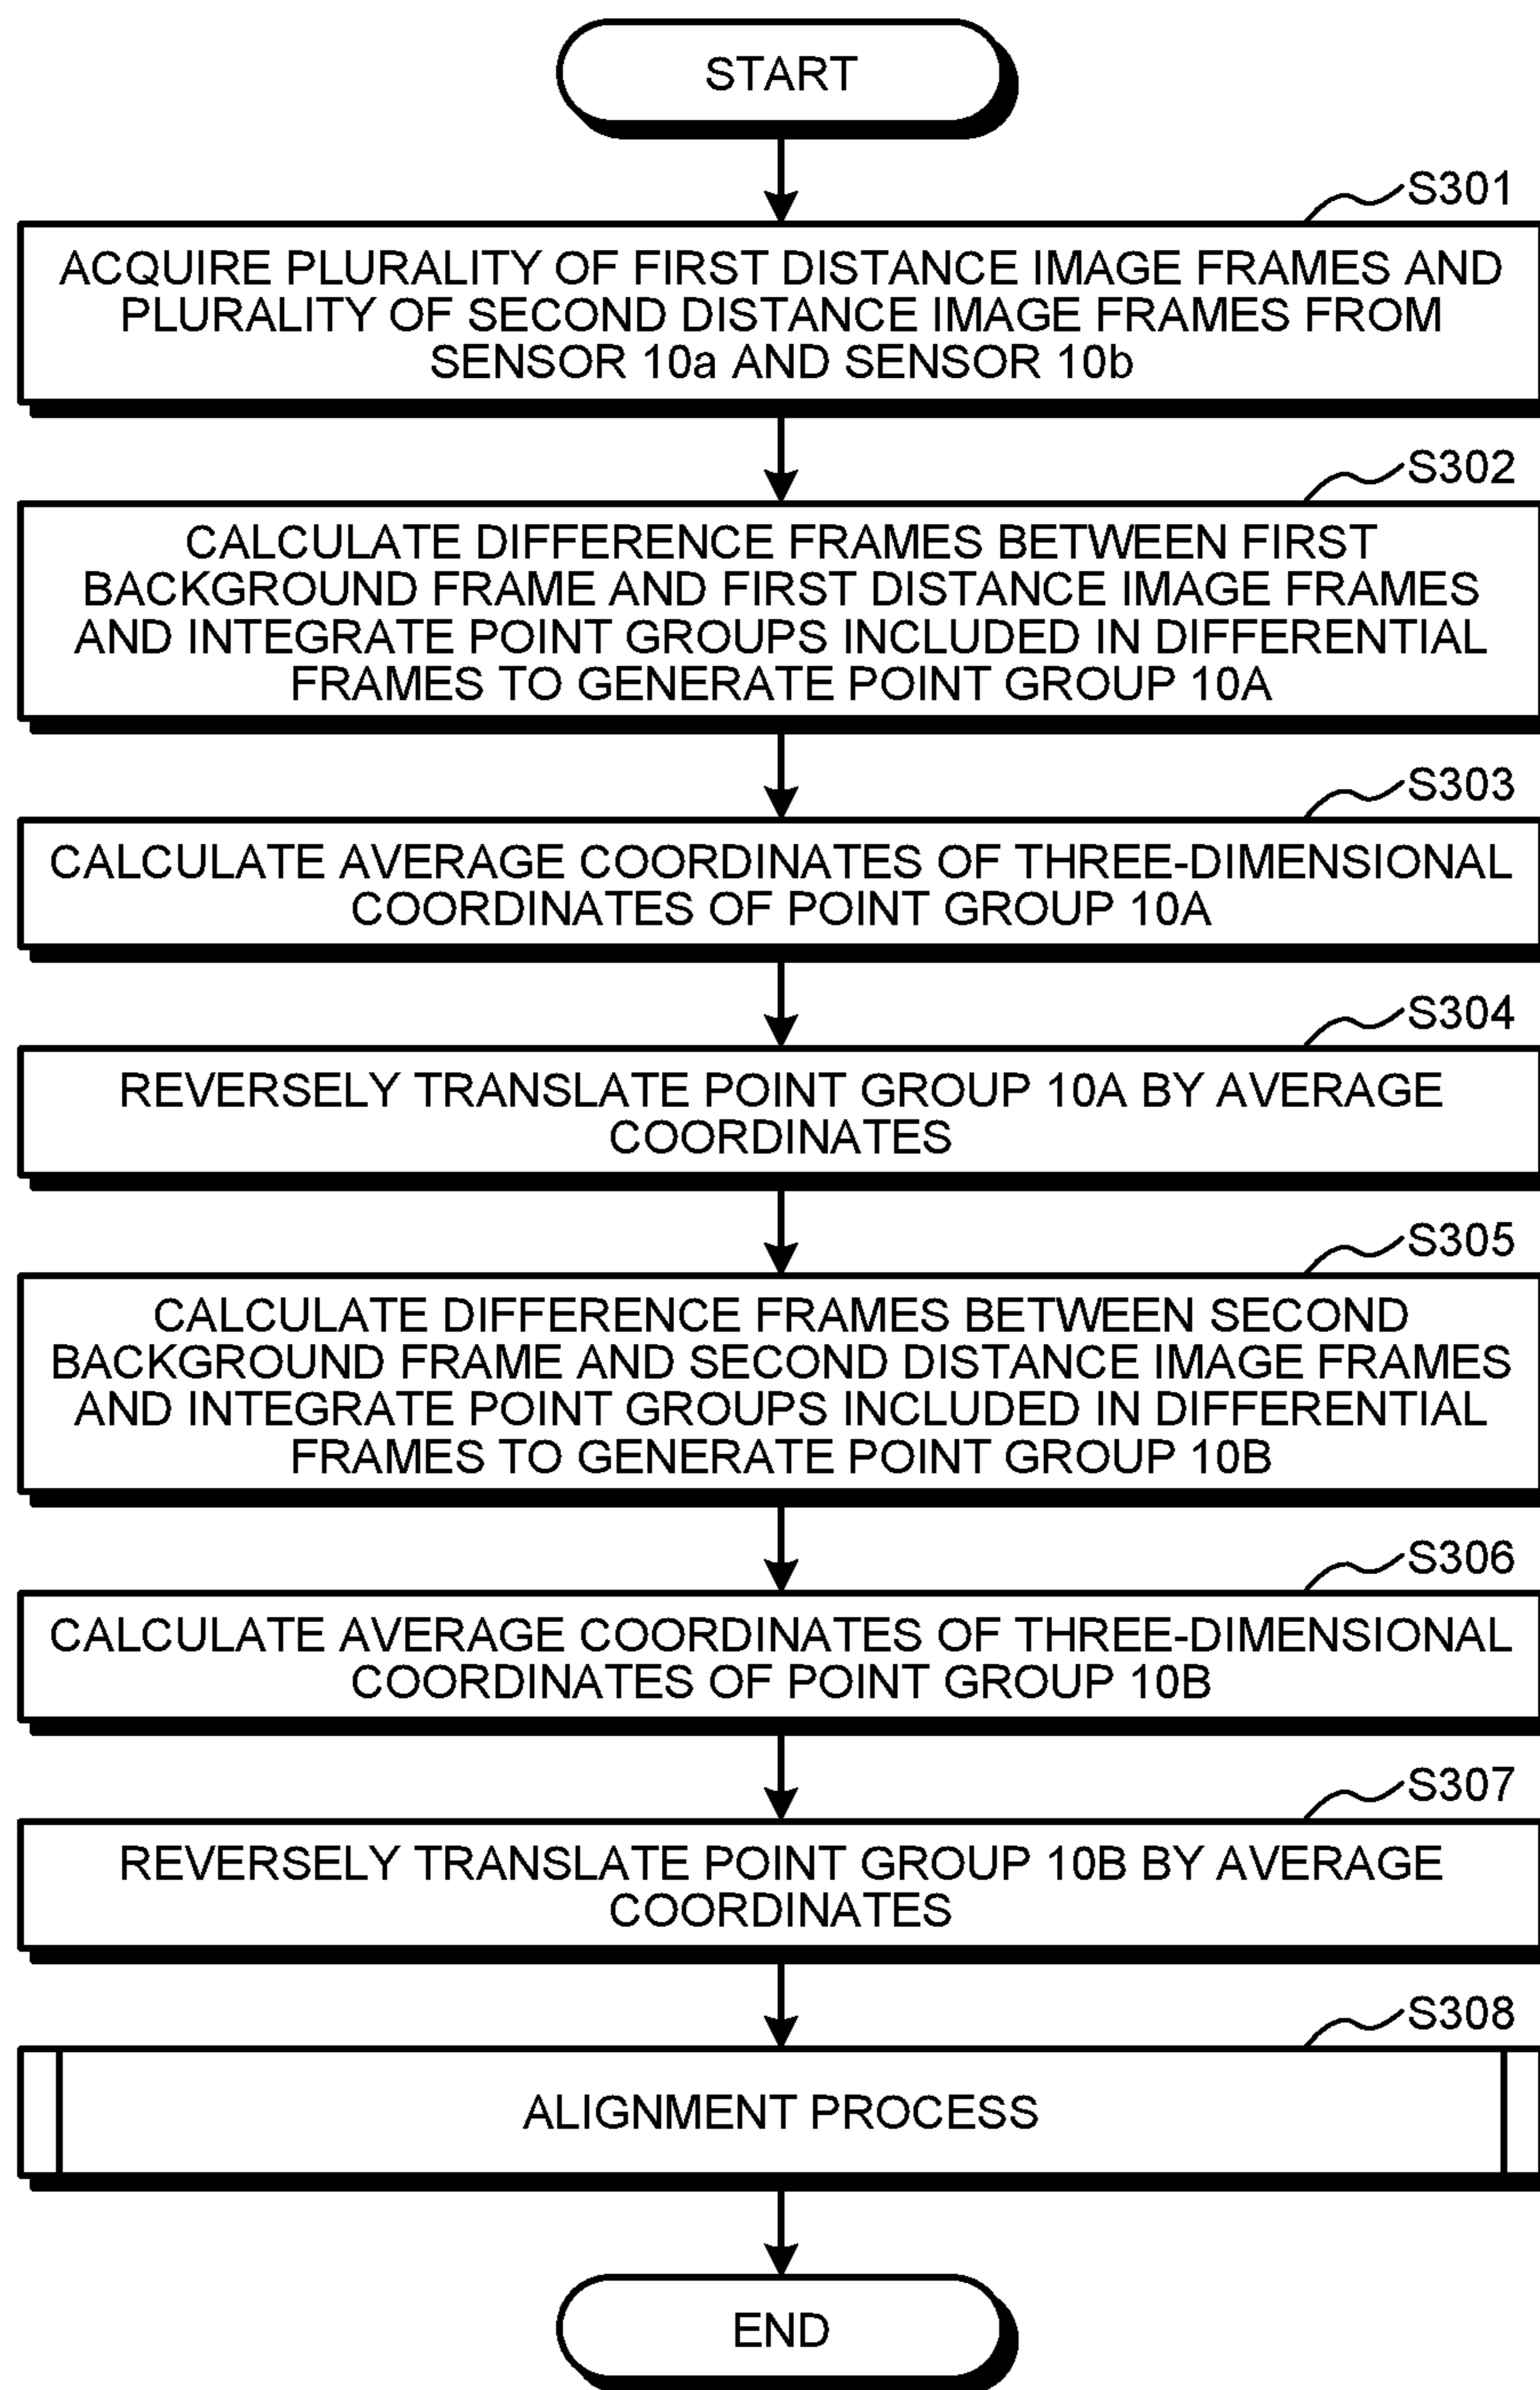 START
S301
ACQUIRE PLURALITY OF FIRST DISTANCE IMAGE FRAMES AND
PLURALITY OF SECOND DISTANCE IMAGE FRAMES FROM
SENSOR 10a AND SENSOR 10b
S302
CALCULATE DIFFERENCE FRAMES BETWEEN FIRST
BACKGROUND FRAME AND FIRST DISTANCE IMAGE FRAMES
AND INTEGRATE POINT GROUPS INCLUDED IN DIFFERENTIAL
FRAMES TO GENERATE POINT GROUP 10A
S303
CALCULATE AVERAGE COORDINATES OF THREE-DIMENSIONAL
COORDINATES OF POINT GROUP 10A
S304
REVERSELY TRANSLATE POINT GROUP 10A BY AVERAGE
COORDINATES
S305
CALCULATE DIFFERENCE FRAMES BETWEEN SECOND
BACKGROUND FRAME AND SECOND DISTANCE IMAGE FRAMES
AND INTEGRATE POINT GROUPS INCLUDED IN DIFFERENTIAL
FRAMES TO GENERATE POINT GROUP 10B
S306
CALCULATE AVERAGE COORDINATES OF THREE-DIMENSIONAL
COORDINATES OF POINT GROUP 10B
S307
REVERSELY TRANSLATE POINT GROUP 10B BY AVERAGE
COORDINATES
S308
ALIGNMENT PROCESS
END